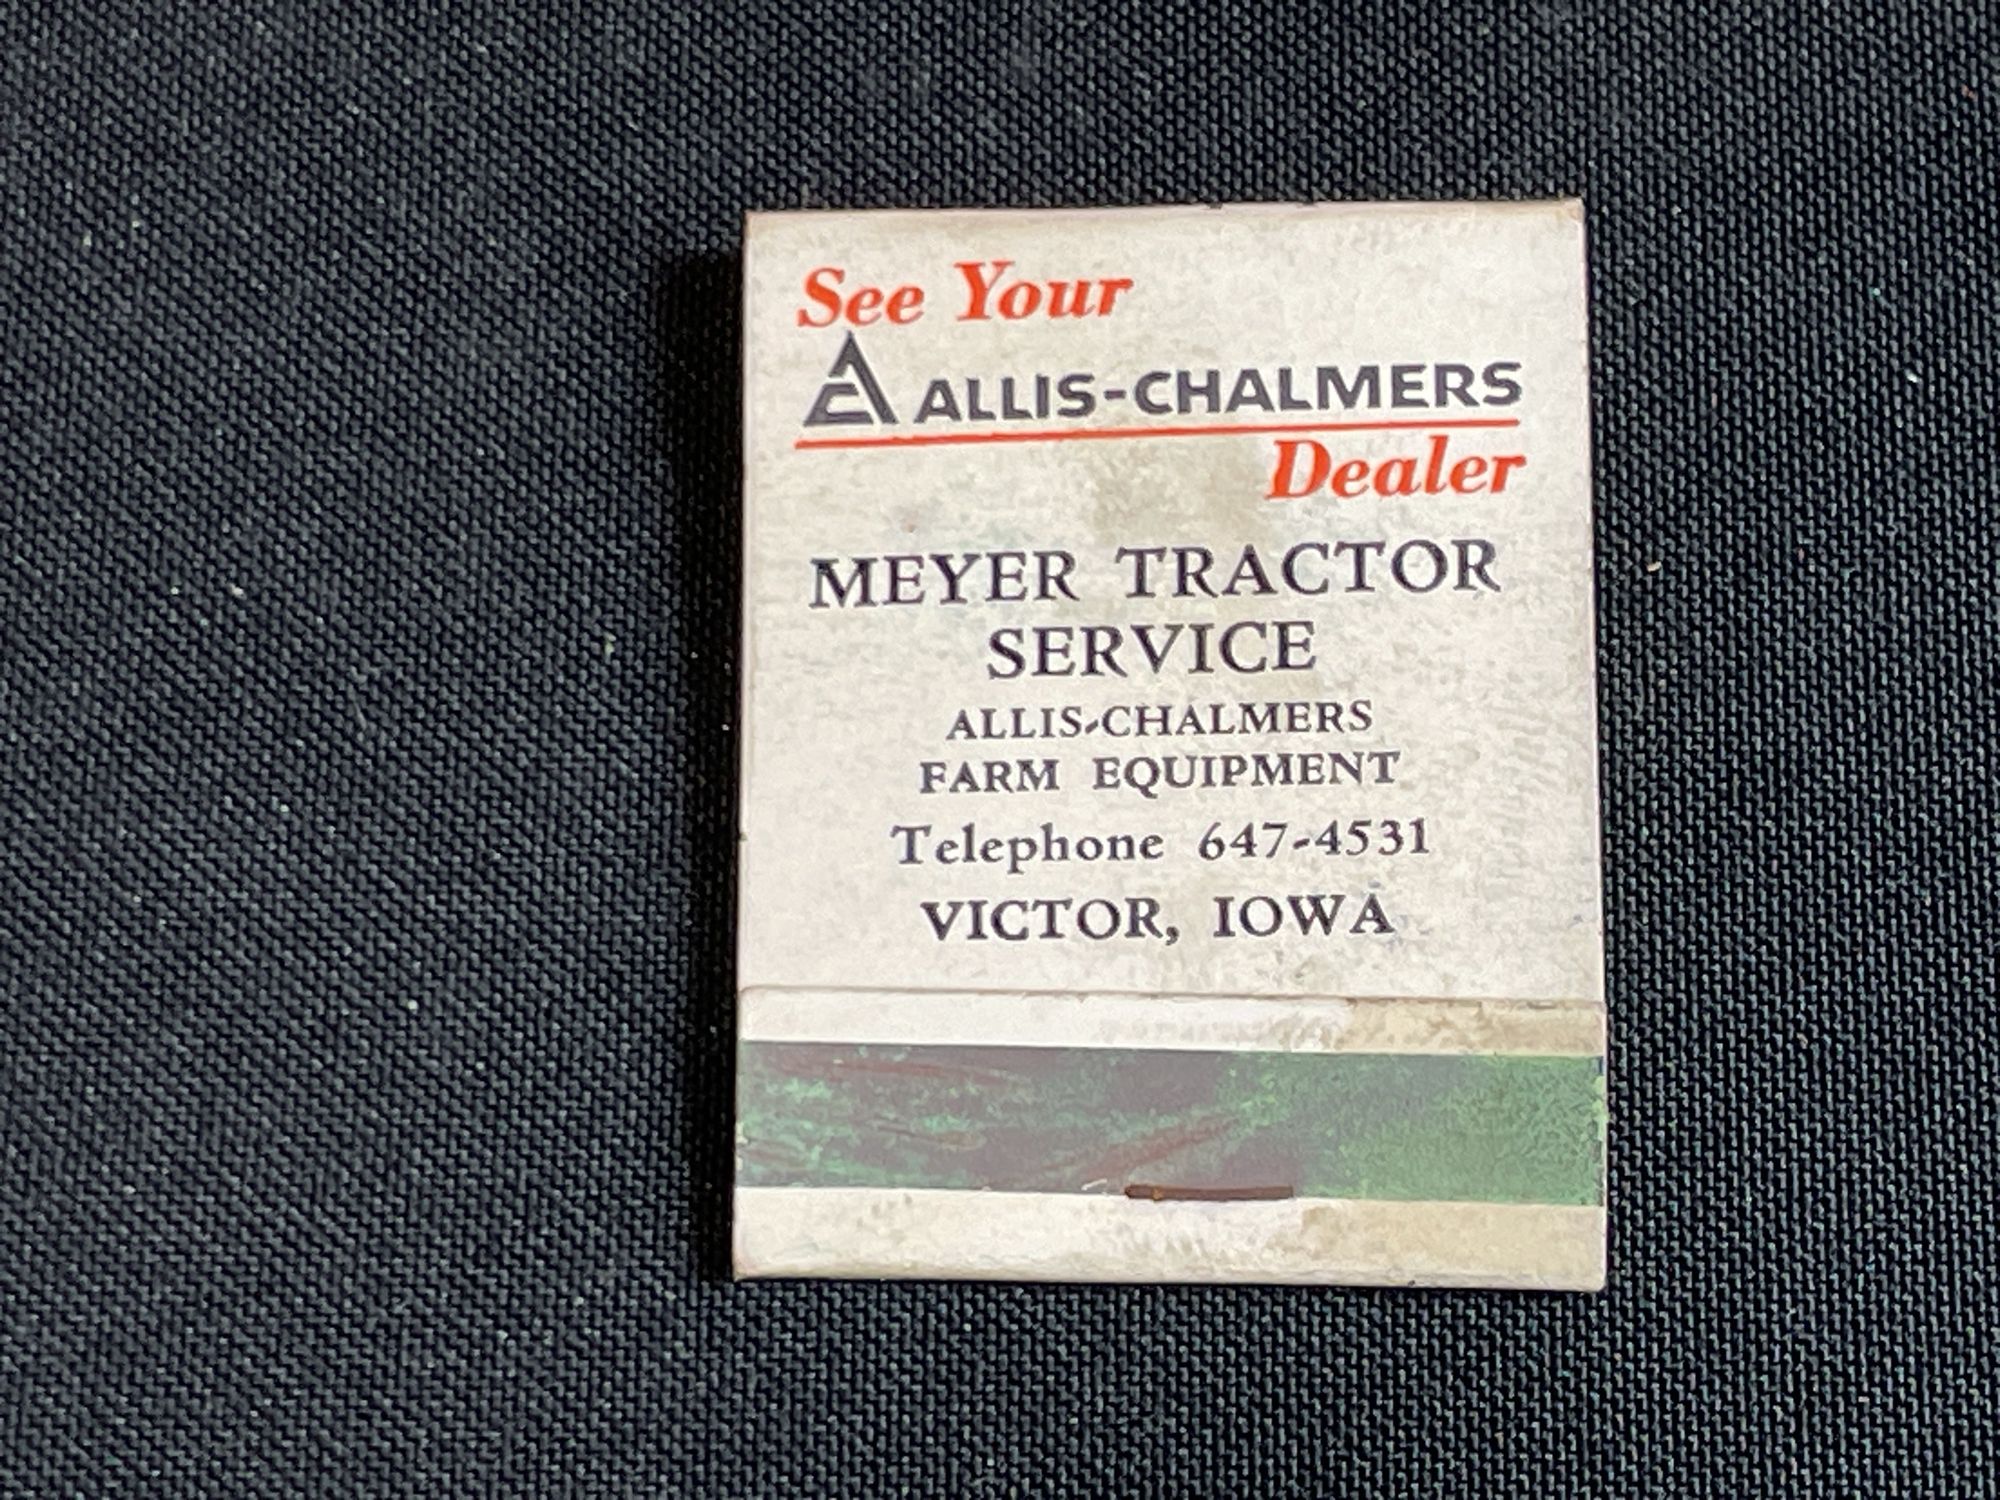 See Your
ALLIS-CHALMERS
Dealer
MEYER TRACTOR
SERVICE
ALLIS-CHALMERS
FARM EQUIPMENT
Telephone 647-4531
VICTOR, IOWA